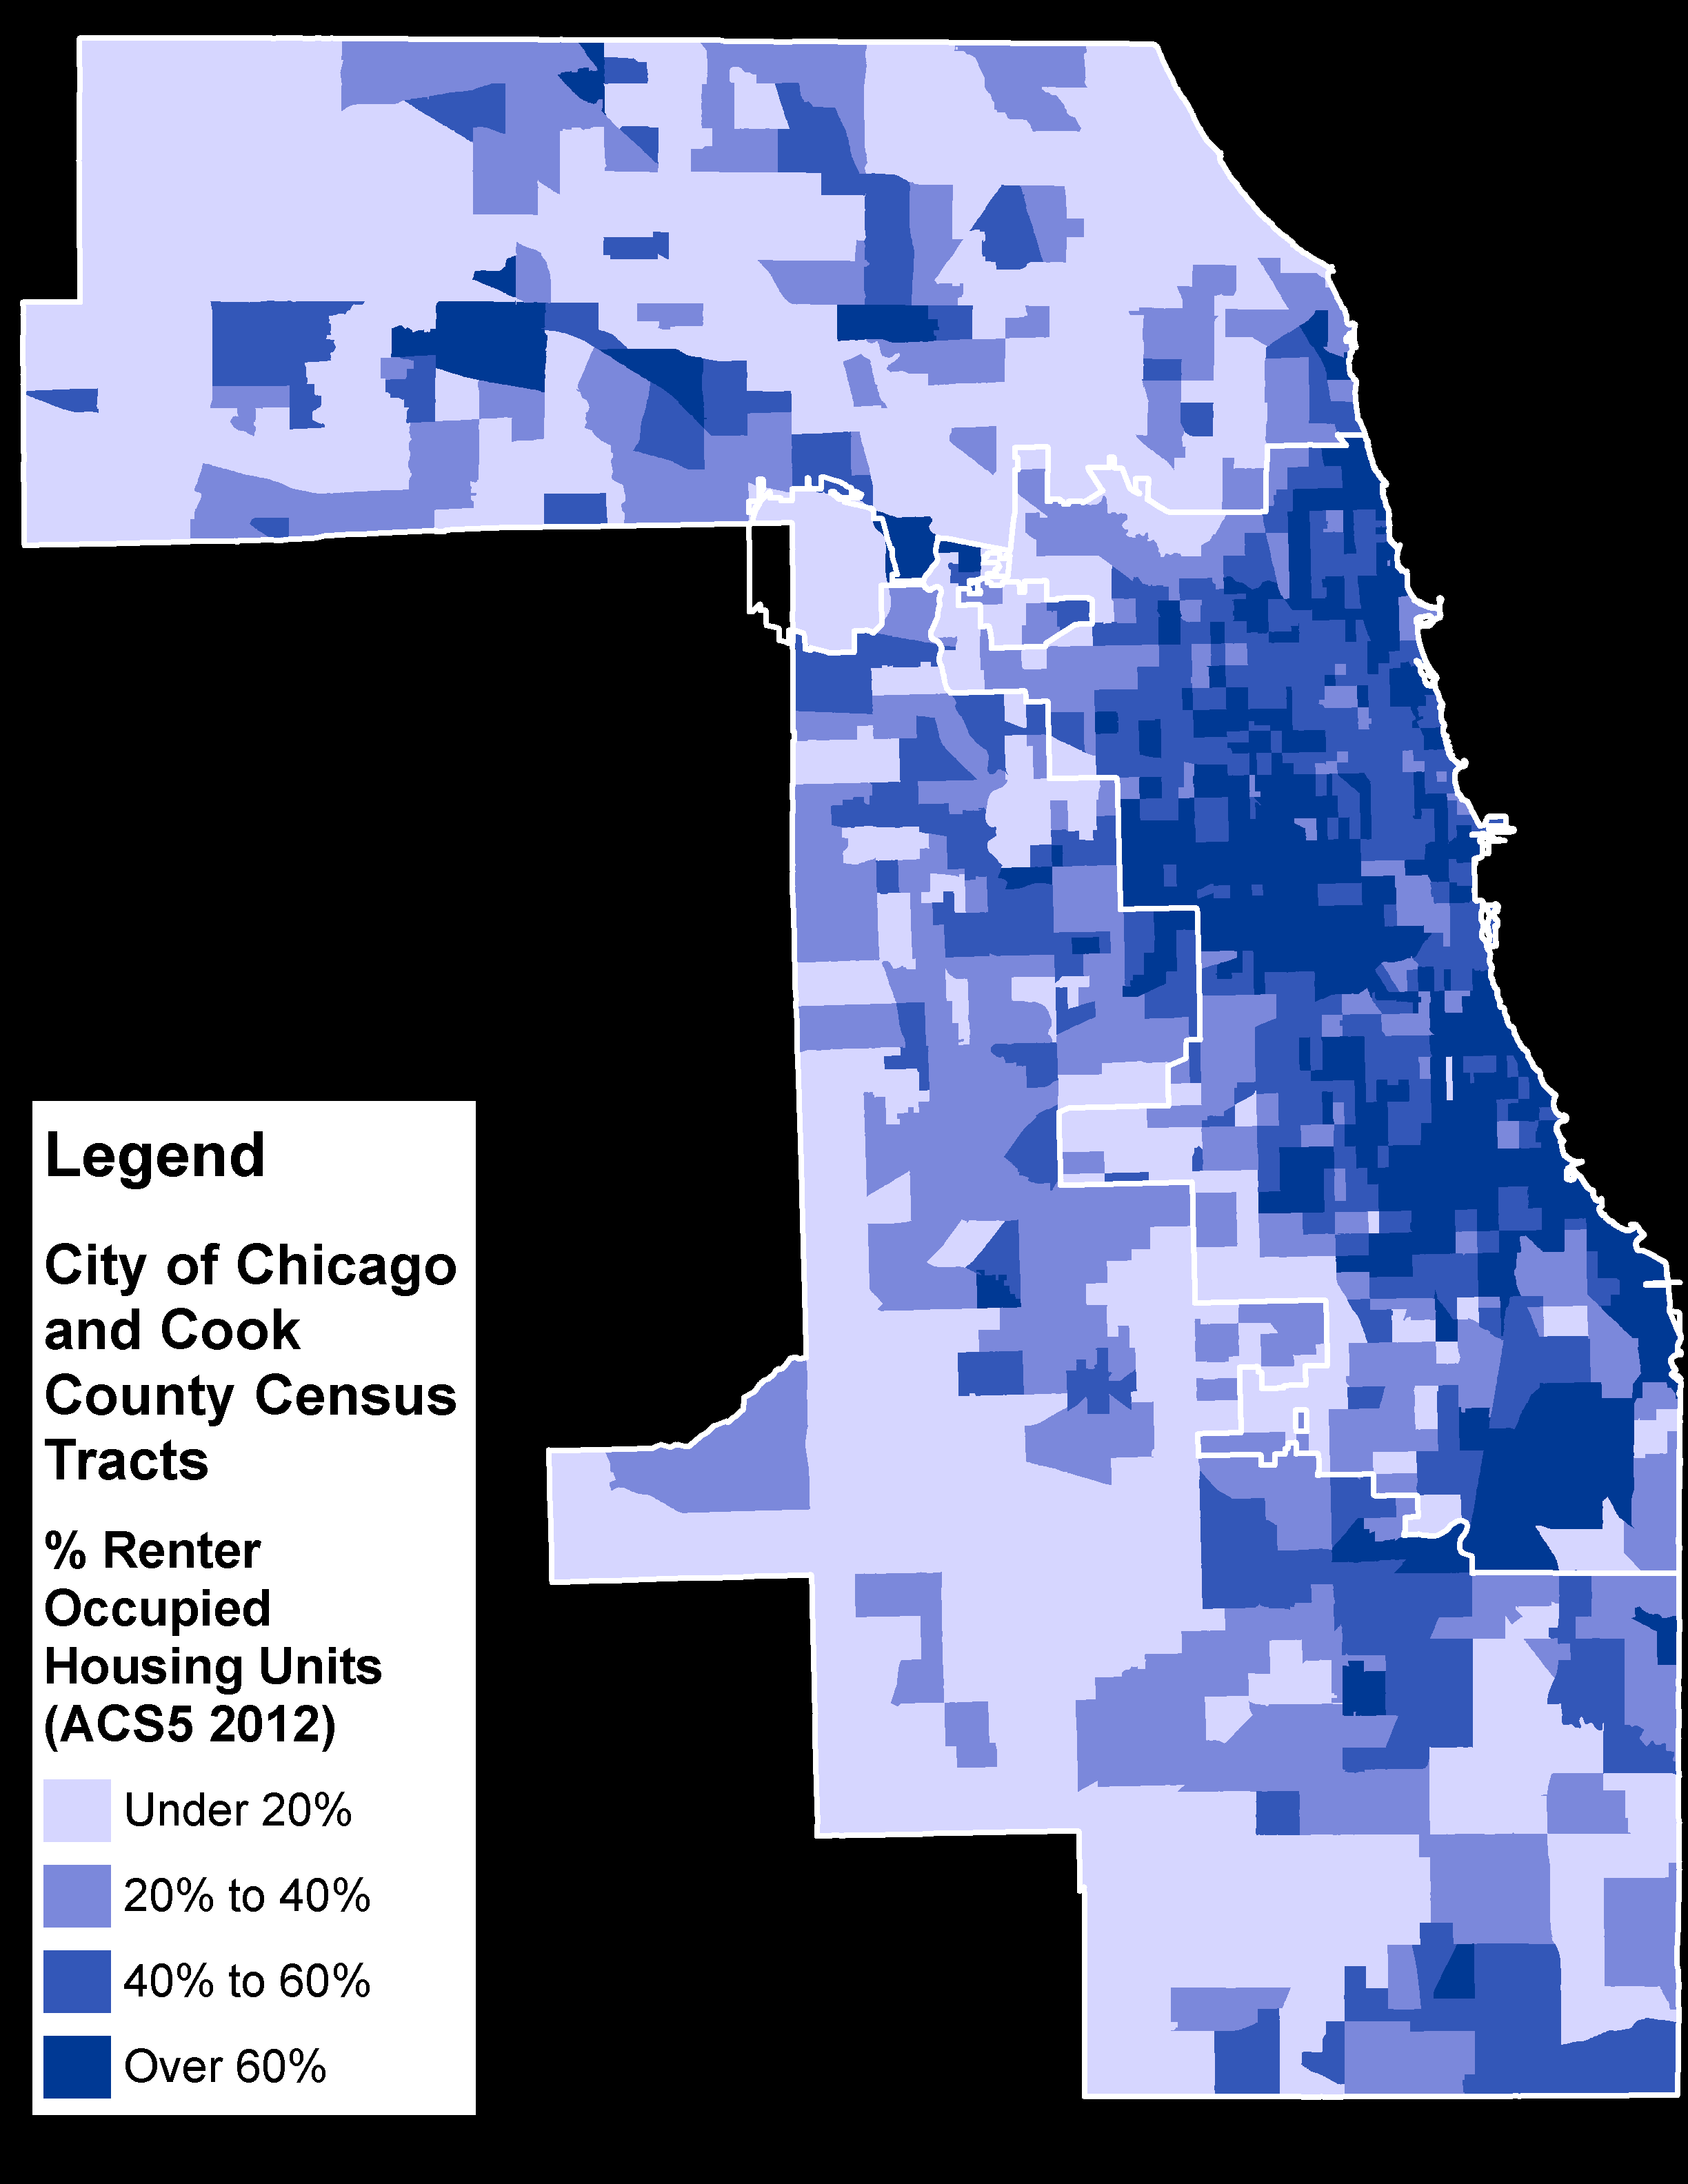 Legend
City of Chicago
and Cook
County Census
Tracts
% Renter
Occupied
Housing Units
(ACS5 2012)
Under 20%
20% to 40%
40% to 60%
Over 60%